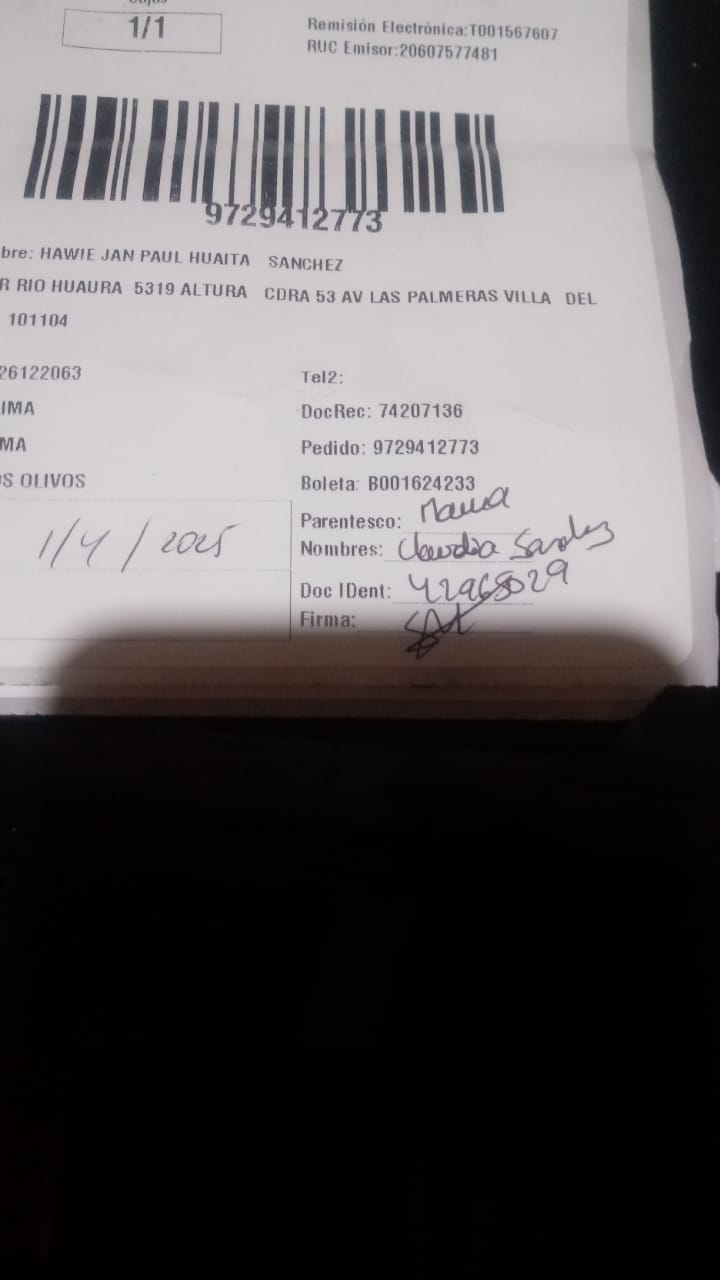 1/1
Remisión Electrónica:T001567607
RUC Emisor:20607577481
9729412773
bre: HAWIE JAN PAUL HUAITA SANCHEZ
R RIO HUAURA 5319 ALTURA CDRA 53 AV LAS PALMERAS VILLA DEL
101104
26122063
Tel2:
IMA
DocRec: 74207136
MA
Pedido: 9729412773
S OLIVOS
Boleta: B001624233
1/4/2025
Parentesco: Mama
Nombres: Claudia Sanchez
Doc IDent: 42968029
Firma: